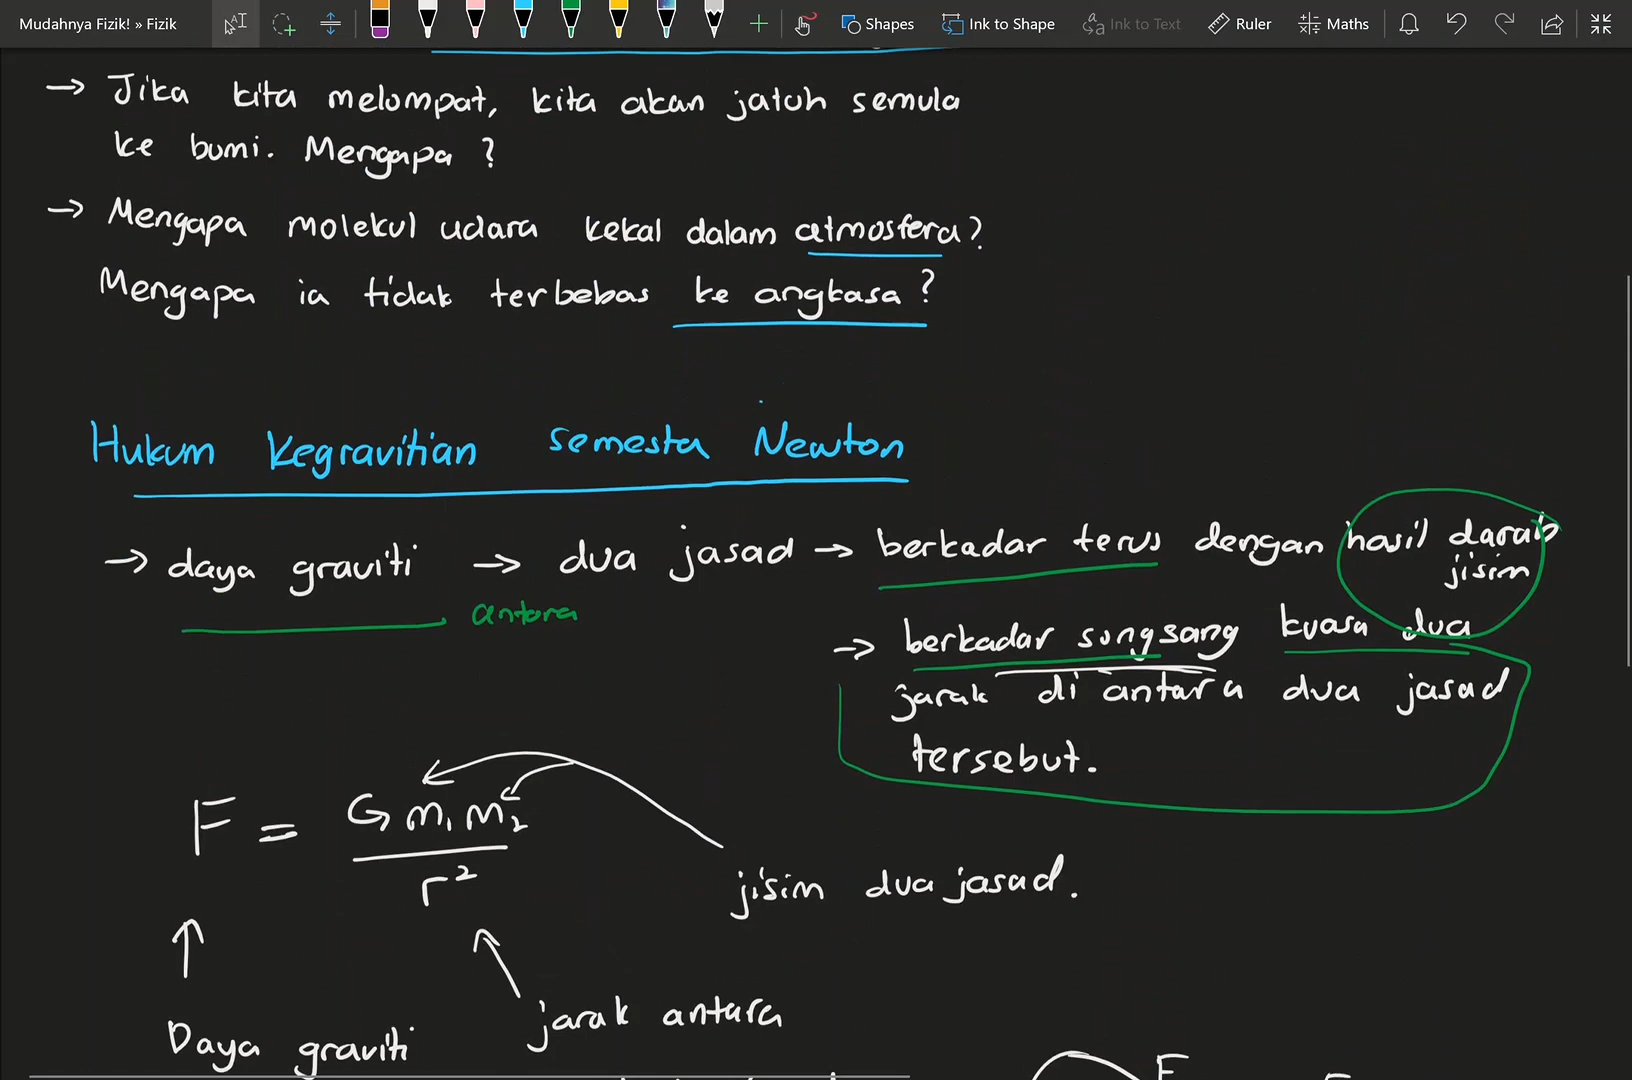 Mudahnya Fizik! » Fizik
Shapes
Ink to Shape
Ink to Text
Ruler
Maths
→ Jika kita melompat, kita akan jatuh semula
ke bumi. Mengapa ?
→ Mengapa molekul udara kekal dalam atmosfera?
Mengapa ia tidak terbebas ke angkasa?
Hukum Kegravitian semesta Newton
→ daya graviti → dua jasad → berkadar terus dengan hasil darab
jisim
antara
→ berkadar songsang kuasa dua
jarak di antara dua jasad
tersebut.
F = G m₁ m₂
r²
jisim dua jasad.
↑
jarak antara
Daya graviti
F